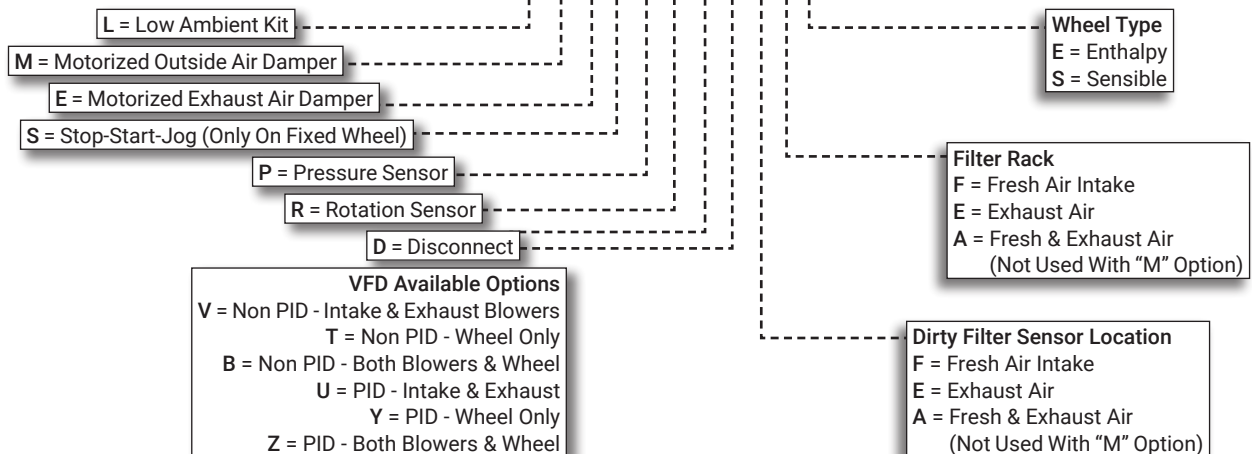 L = Low Ambient Kit
M = Motorized Outside Air Damper
E = Motorized Exhaust Air Damper
S = Stop-Start-Jog (Only On Fixed Wheel)
P = Pressure Sensor
R = Rotation Sensor
D = Disconnect
VFD Available Options
V = Non PID - Intake & Exhaust Blowers
T = Non PID - Wheel Only
B = Non PID - Both Blowers & Wheel
U = PID - Intake & Exhaust
Y = PID - Wheel Only
Z = PID - Both Blowers & Wheel
Wheel Type
E = Enthalpy
S = Sensible
Filter Rack
F = Fresh Air Intake
E = Exhaust Air
A = Fresh & Exhaust Air
(Not Used With “M” Option)
Dirty Filter Sensor Location
F = Fresh Air Intake
E = Exhaust Air
A = Fresh & Exhaust Air
(Not Used With “M” Option)